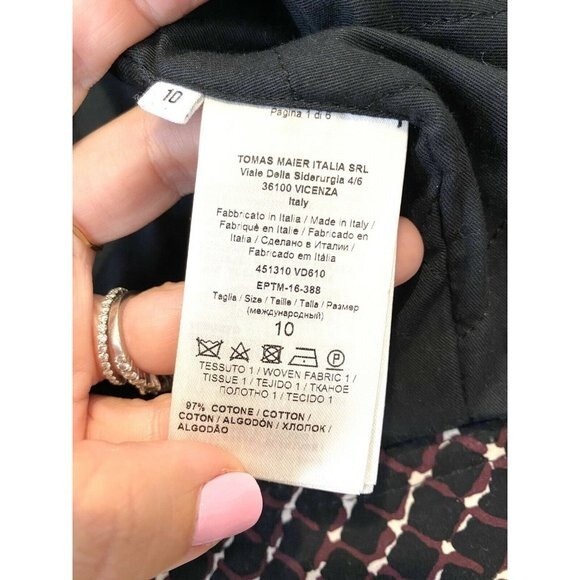 10
Pagina 1 di 6
TOMAS MAIER ITALIA SRL
Viale Della Siderurgia 4/6
36100 VICENZA
Italy
Fabbricato in Italia / Made in Italy /
Fabriqué en Italie / Fabricado en
Italia / Сделано в Италии /
Fabricado em Itália
451310 VD610
EPTM-16-388
Taglia / Size / Taille / Talla / Размер
(международный)
10
P
TESSUTO 1 / WOVEN FABRIC 1 /
TISSUE 1 / TEJIDO 1 / ТКАНОЕ
ПОЛОТНО 1 / TECIDO 1
97% COTONE / COTTON /
COTON / ALGODÓN / ХЛОПОК /
ALGODÃO